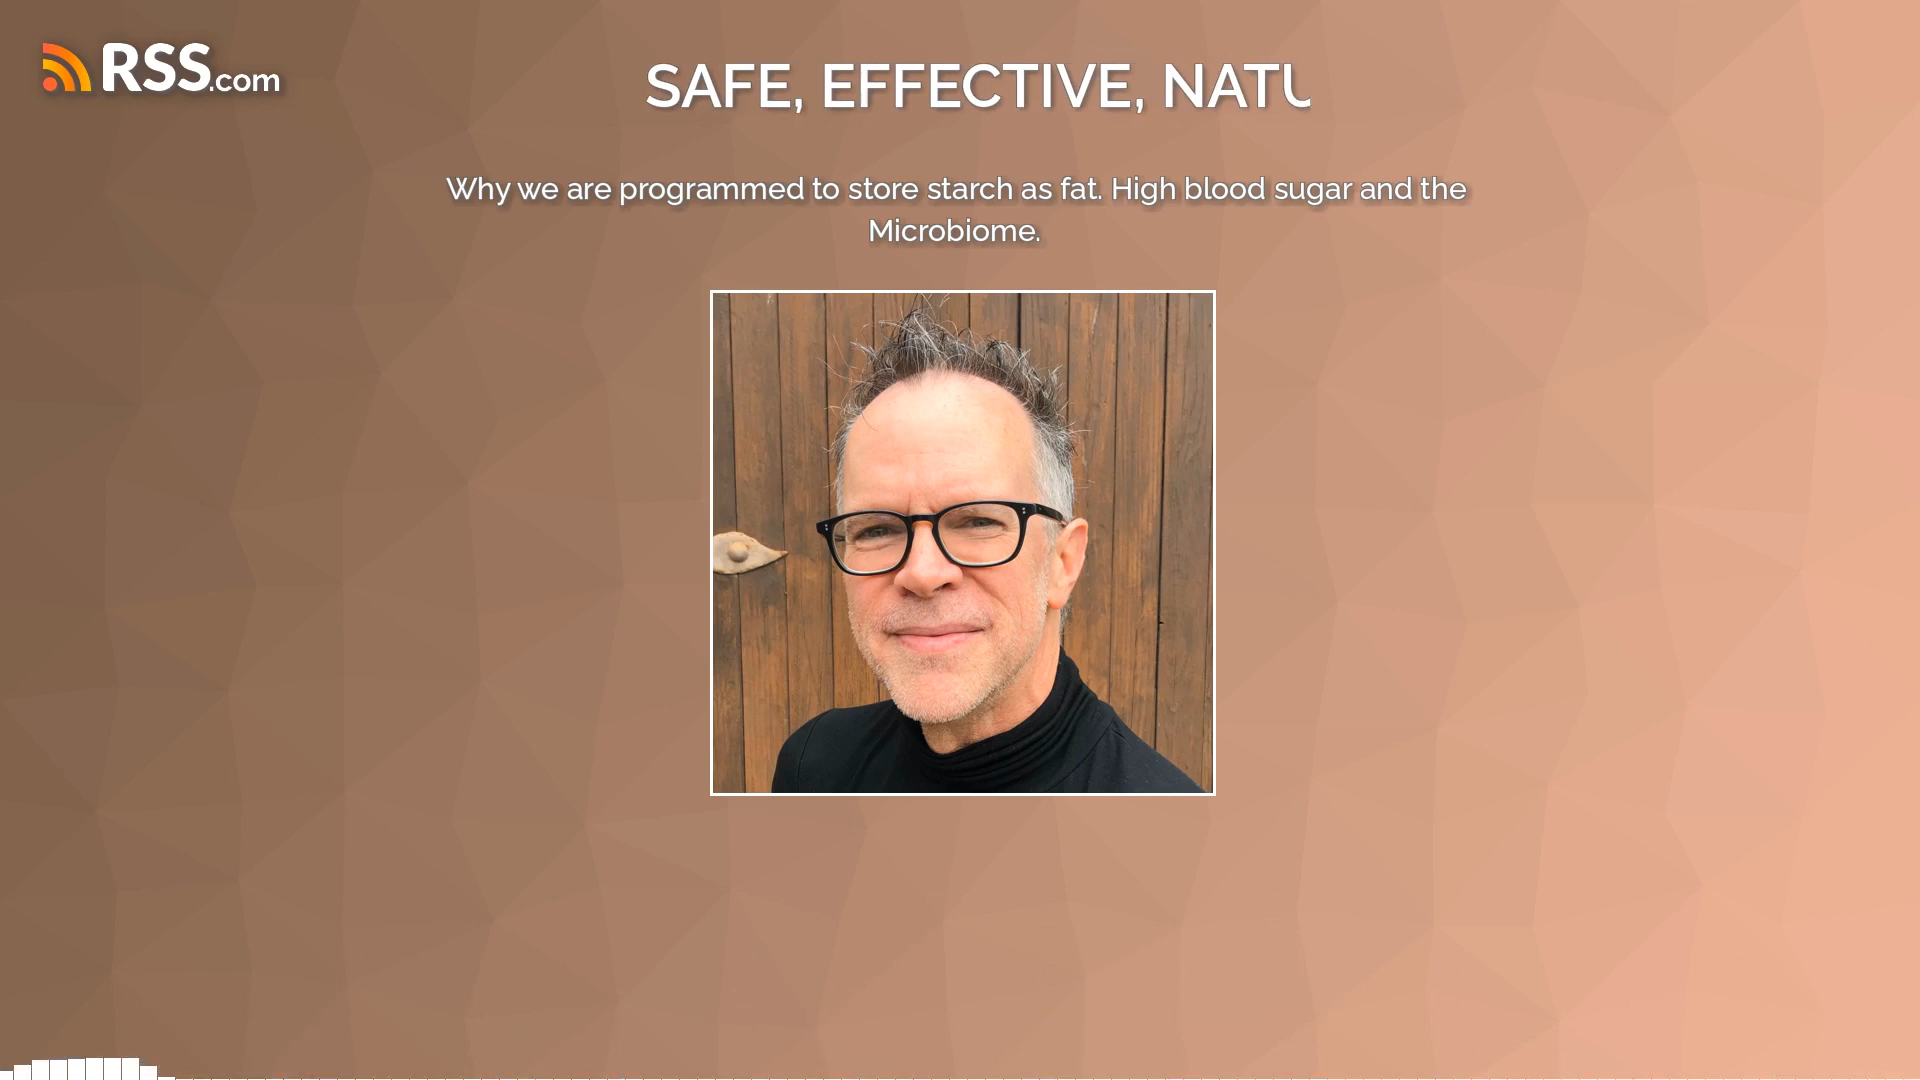 RSS.com
SAFE, EFFECTIVE, NATU
Why we are programmed to store starch as fat. High blood sugar and the
Microbiome.